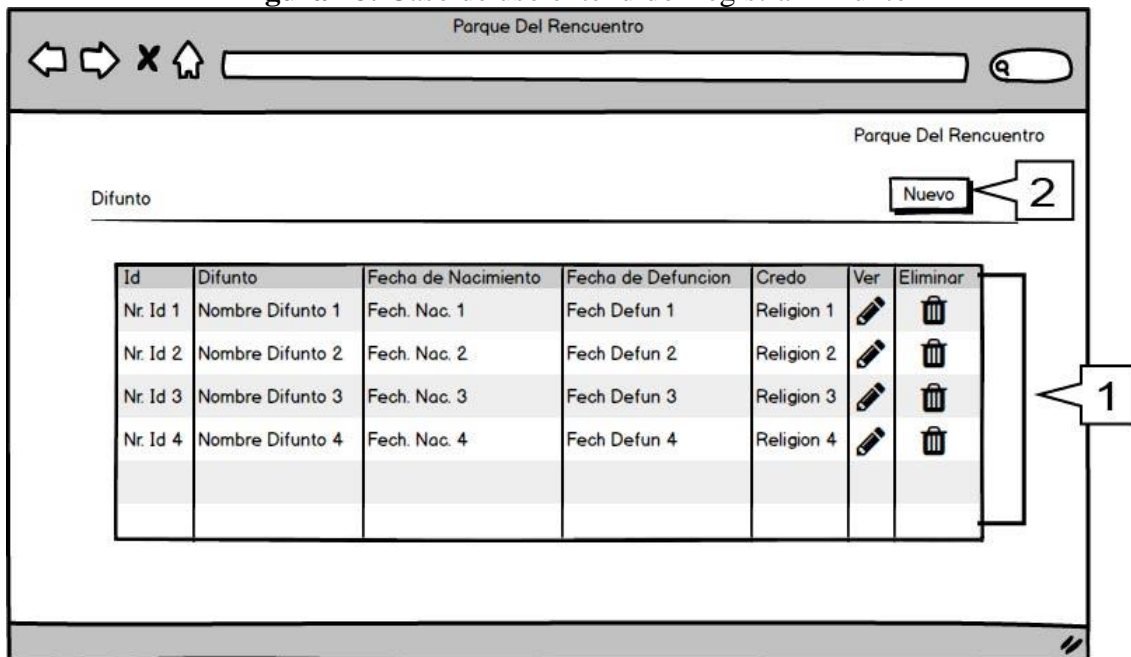 Parque Del Rencuentro
Parque Del Rencuentro
Nuevo
2
Difunto
Id Difunto Fecha de Nacimiento Fecha de Defuncion Credo Ver Eliminar
Nr. Id 1 Nombre Difunto 1 Fech. Nac. 1 Fech Defun 1 Religion 1
Nr. Id 2 Nombre Difunto 2 Fech. Nac. 2 Fech Defun 2 Religion 2
Nr. Id 3 Nombre Difunto 3 Fech. Nac. 3 Fech Defun 3 Religion 3
1
Nr. Id 4 Nombre Difunto 4 Fech. Nac. 4 Fech Defun 4 Religion 4